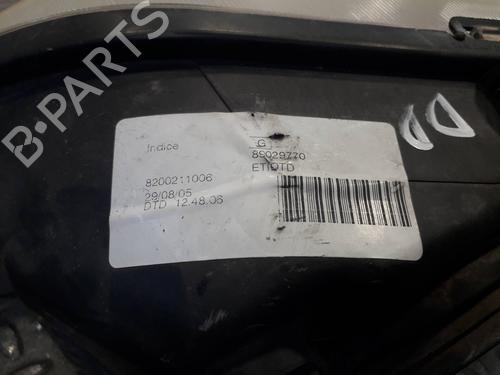 B-PARTS
Indice
G
89029770
ETIQTD
8200211006
29/08/05
DTD 12.48.06
DD